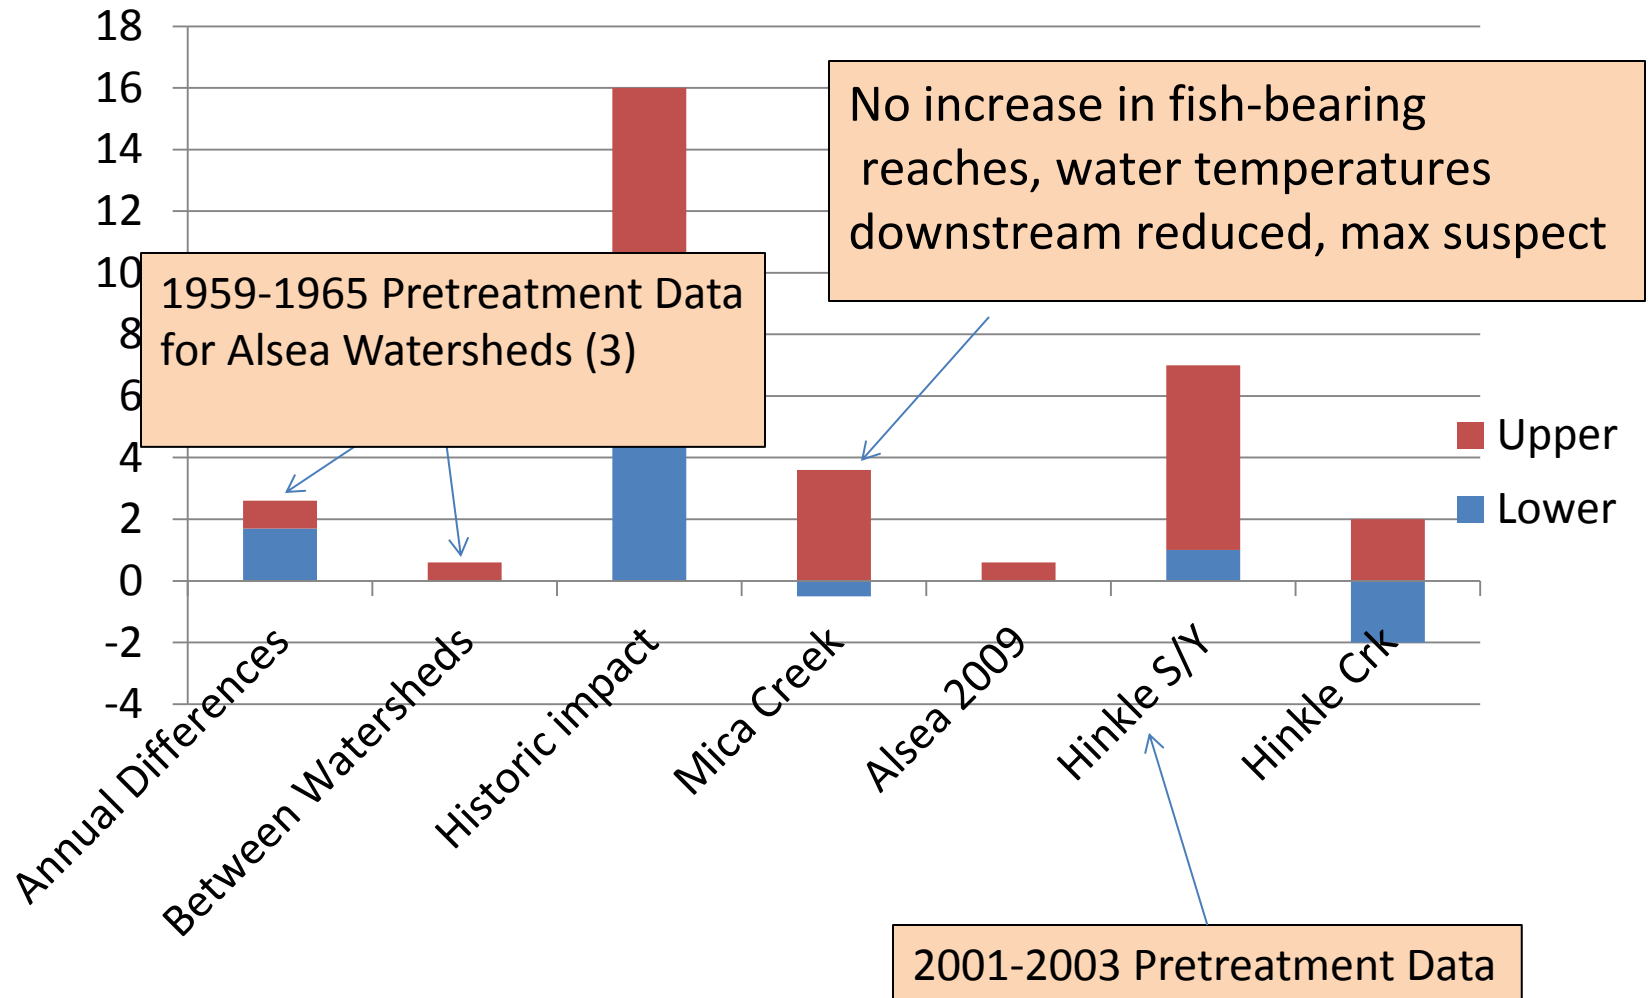 18
16
14
12
10
8
6
4
2
0
-2
-4
No increase in fish-bearing
reaches, water temperatures
downstream reduced, max suspect
1959-1965 Pretreatment Data
for Alsea Watersheds (3)
Upper
Lower
Annual Differences
Between Watersheds
Historic impact
Mica Creek
Alsea 2009
Hinkle S/Y
Hinkle Crk
2001-2003 Pretreatment Data